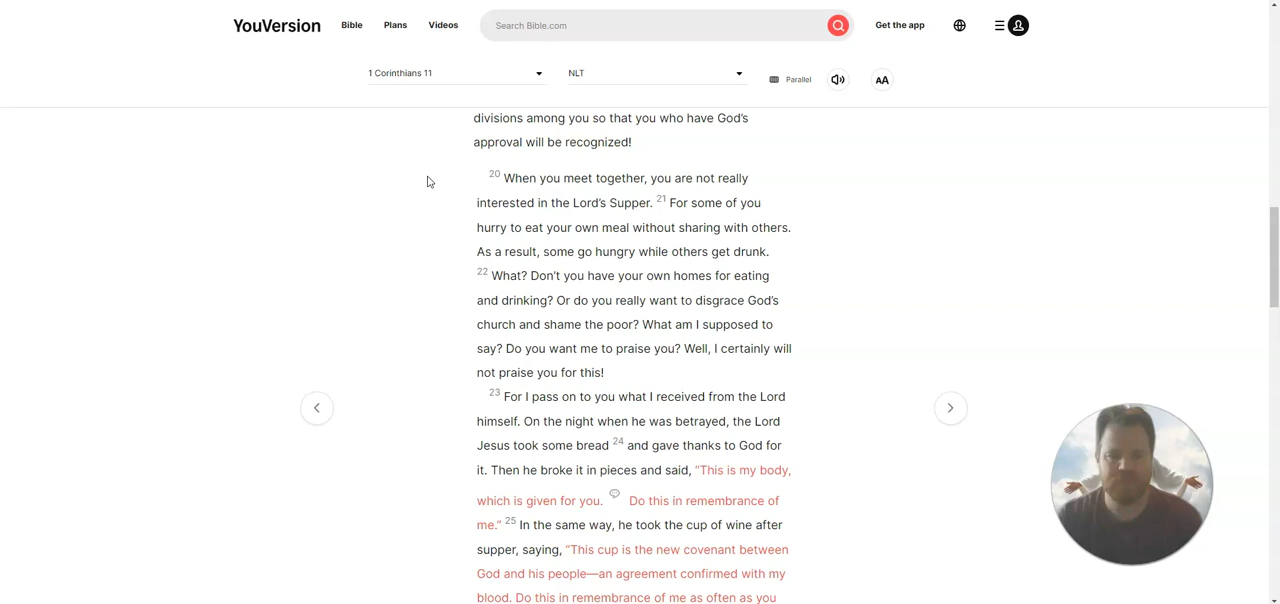 YouVersion Bible Plans Videos Search Bible.com Get the app
1 Corinthians 11 NLT Parallel AA
divisions among you so that you who have God's
approval will be recognized!
20 When you meet together, you are not really
interested in the Lord's Supper. 21 For some of you
hurry to eat your own meal without sharing with others.
As a result, some go hungry while others get drunk.
22 What? Don't you have your own homes for eating
and drinking? Or do you really want to disgrace God's
church and shame the poor? What am I supposed to
say? Do you want me to praise you? Well, I certainly will
not praise you for this!
23 For I pass on to you what I received from the Lord
himself. On the night when he was betrayed, the Lord
Jesus took some bread 24 and gave thanks to God for
it. Then he broke it in pieces and said, “This is my body,
which is given for you. Do this in remembrance of
me.” 25 In the same way, he took the cup of wine after
supper, saying, “This cup is the new covenant between
God and his people—an agreement confirmed with my
blood. Do this in remembrance of me as often as you